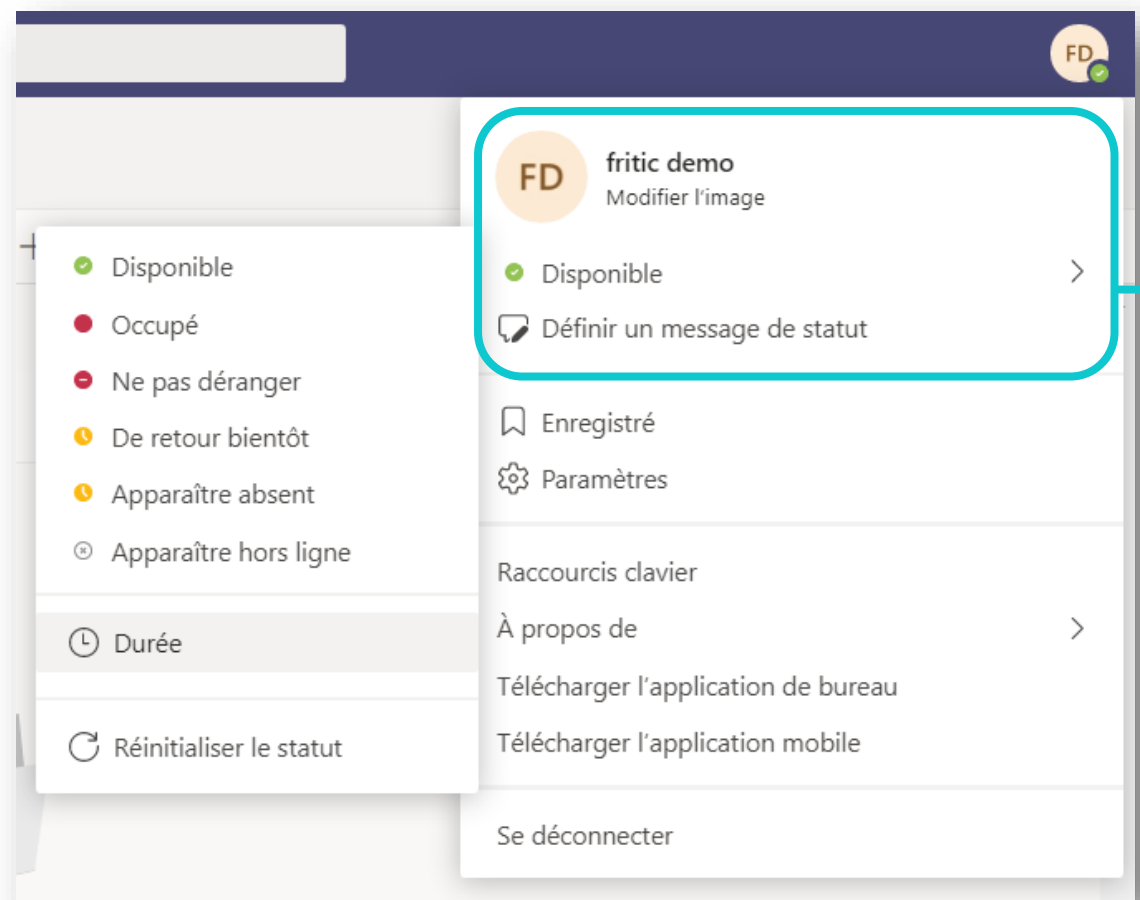 FD
FD
fritic demo
Modifier l'image
Disponible
Définir un message de statut
Enregistré
Paramètres
Raccourcis clavier
À propos de
Télécharger l'application de bureau
Télécharger l'application mobile
Se déconnecter
Disponible
Occupé
Ne pas déranger
De retour bientôt
Apparaître absent
Apparaître hors ligne
Durée
Réinitialiser le statut